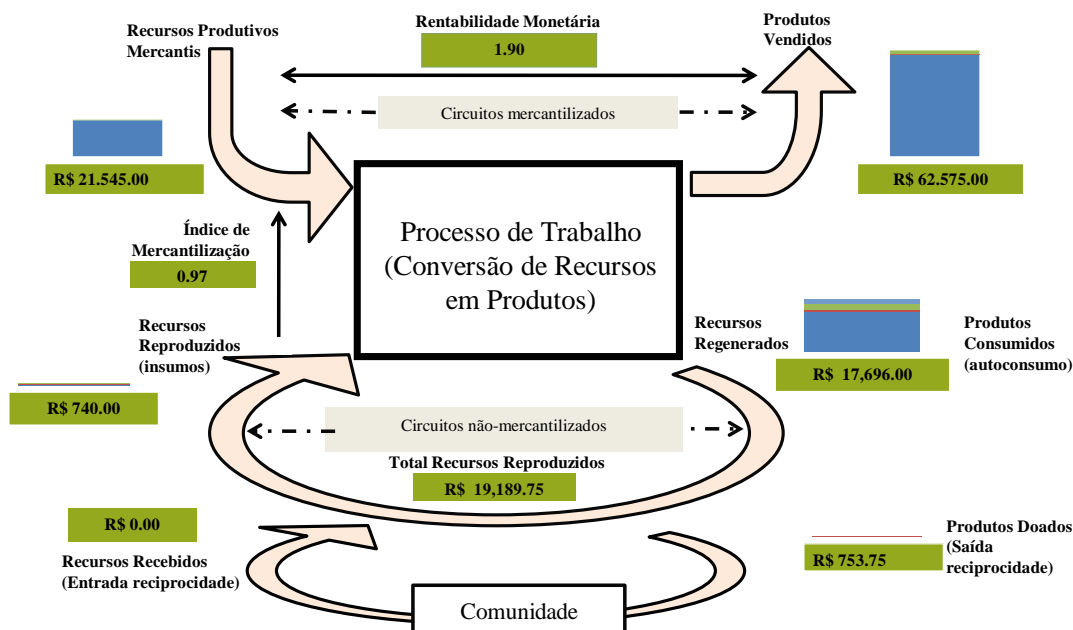 Recursos Produtivos
Mercantis
Rentabilidade Monetária
1.90
Produtos
Vendidos
Circuitos mercantilizados
R$ 21.545.00
R$ 62.575.00
Processo de Trabalho
(Conversão de Recursos
em Produtos)
Índice de
Mercantilização
0.97
Recursos
Reproduzidos
(insumos)
Recursos
Regenerados
Produtos
Consumidos
(autoconsumo)
R$ 17,696.00
R$ 740.00
Circuitos não-mercantilizados
Total Recursos Reproduzidos
R$ 19,189.75
R$ 0.00
Recursos Recebidos
(Entrada reciprocidade)
Produtos Doados
(Saída
reciprocidade)
R$ 753.75
Comunidade